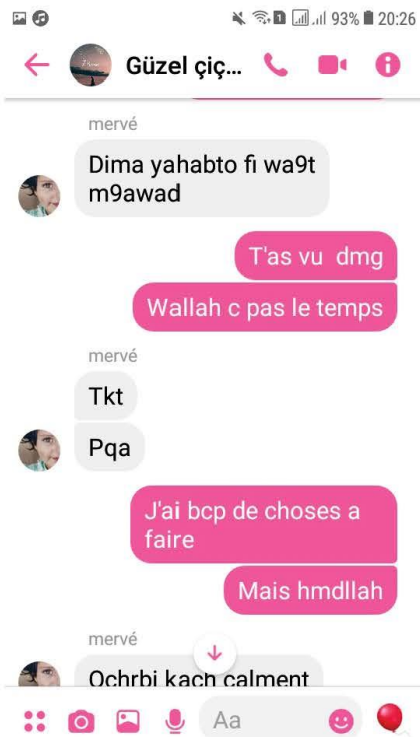 93% 20:26
Güzel çiç...
mervé
Dima yahabto fi wa9t
m9awad
T'as vu dmg
Wallah c pas le temps
mervé
Tkt
Pqa
J'ai bcp de choses a
faire
Mais hmdllah
mervé
Ochrbi kach calment
Aa